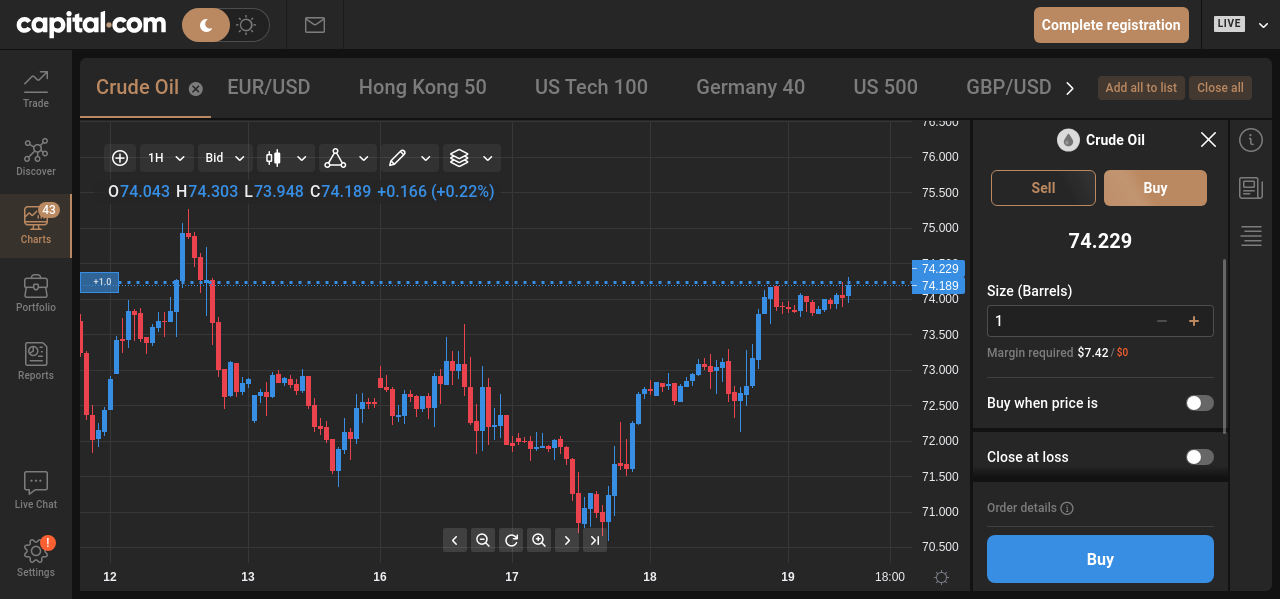 capital.com
Complete registration
LIVE
Trade
Discover
43
Charts
Portfolio
Reports
Live Chat
!
Settings
Crude Oil EUR/USD Hong Kong 50 US Tech 100 Germany 40 US 500 GBP/USD Add all to list Close all
1H Bid
O74.043 H74.303 L73.948 C74.189 +0.166 (+0.22%)
+1.0
76.500
76.000
75.500
75.000
74.229
74.189
74.000
73.500
73.000
72.500
72.000
71.500
71.000
70.500
12 13 16 17 18 19 18:00
Crude Oil
Sell Buy
74.229
Size (Barrels)
1
Margin required $7.42 / $0
Buy when price is
Close at loss
Order details
Buy